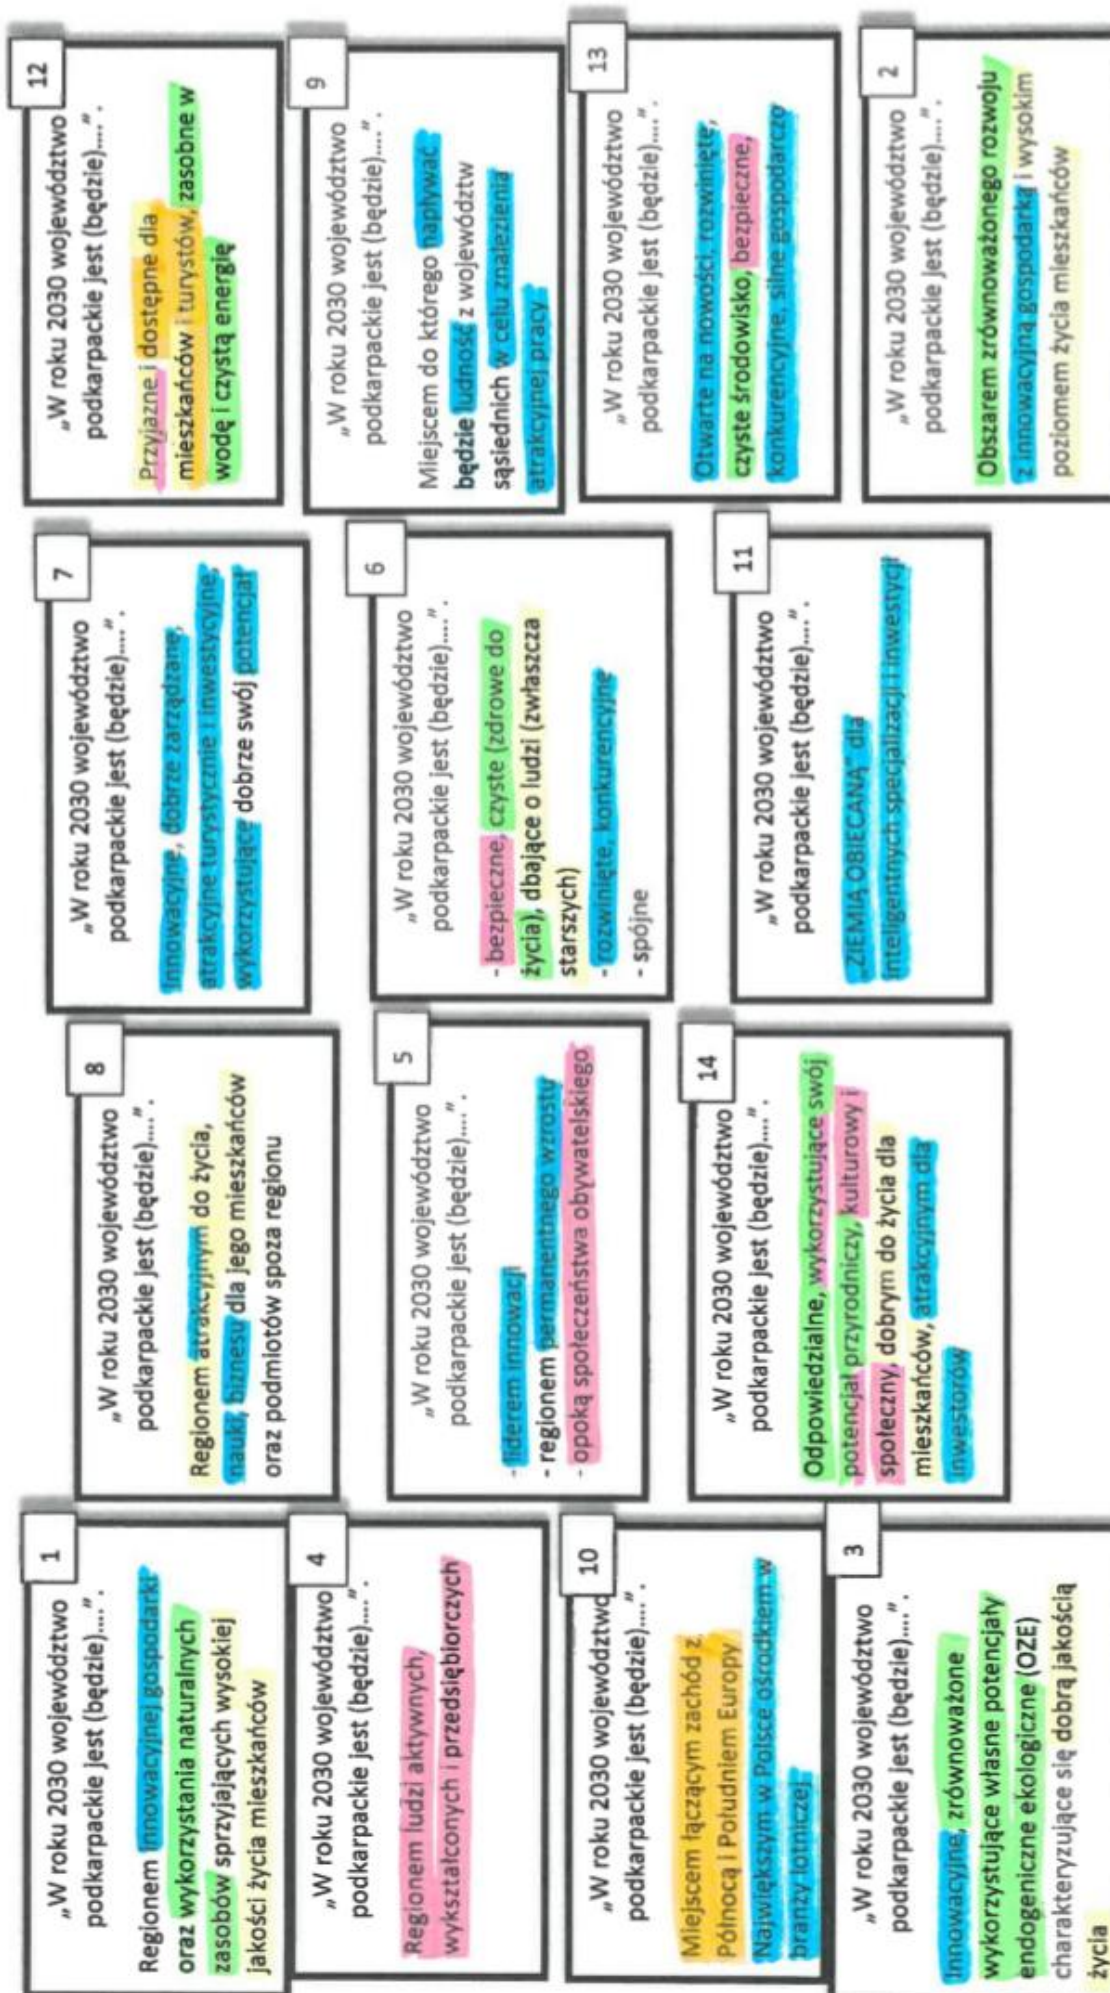 1
„W roku 2030 województwo
podkarpackie jest (będzie)....”.
Regionem innowacyjnej gospodarki
oraz wykorzystania naturalnych
zasobów sprzyjających wysokiej
jakości życia mieszkańców
8
„W roku 2030 województwo
podkarpackie jest (będzie)....”.
Regionem atrakcyjnym do życia,
nauki, biznesu dla jego mieszkańców
oraz podmiotów spoza regionu
7
„W roku 2030 województwo
podkarpackie jest (będzie)....”.
Innowacyjne, dobrze zarządzane,
atrakcyjne turystycznie i inwestycyjne,
wykorzystujące dobrze swój potencjał
12
„W roku 2030 województwo
podkarpackie jest (będzie)....”.
Przyjazne i dostępne dla
mieszkańców i turystów, zasobne w
wodę i czystą energię
4
„W roku 2030 województwo
podkarpackie jest (będzie)....”.
Regionem ludzi aktywnych,
wykształconych i przedsiębiorczych
5
„W roku 2030 województwo
podkarpackie jest (będzie)....”.
- liderem innowacji
- regionem permanentnego wzrostu
- opoką społeczeństwa obywatelskiego
6
„W roku 2030 województwo
podkarpackie jest (będzie)....”.
- bezpieczne, czyste (zdrowe do
życia), dbające o ludzi (zwłaszcza
starszych)
- rozwinięte, konkurencyjne
- spójne
9
„W roku 2030 województwo
podkarpackie jest (będzie)....”.
Miejscem do którego napływać
będzie ludność z województw
sąsiednich w celu znalezienia
atrakcyjnej pracy
10
„W roku 2030 województwo
podkarpackie jest (będzie)....”.
Miejscem łączącym zachód z
Północą i Południem Europy
Największym w Polsce ośrodkiem w
branży lotniczej
14
„W roku 2030 województwo
podkarpackie jest (będzie)....”.
Odpowiedzialne, wykorzystujące swój
potencjał przyrodniczy, kulturowy i
społeczny, dobrym do życia dla
mieszkańców, atrakcyjnym dla
inwestorów
11
„W roku 2030 województwo
podkarpackie jest (będzie)....”.
„ZIEMIĄ OBIECANĄ” dla
inteligentnych specjalizacji i inwestycji
13
„W roku 2030 województwo
podkarpackie jest (będzie)....”.
Otwarte na nowości, rozwinięte,
czyste środowisko, bezpieczne,
konkurencyjne, silne gospodarczo
3
„W roku 2030 województwo
podkarpackie jest (będzie)....”.
Innowacyjne, zrównoważone
wykorzystujące własne potencjały
endogeniczne ekologiczne (OZE)
charakteryzujące się dobrą jakością
życia
2
„W roku 2030 województwo
podkarpackie jest (będzie)....”.
Obszarem zrównoważonego rozwoju
z innowacyjną gospodarką i wysokim
poziomem życia mieszkańców